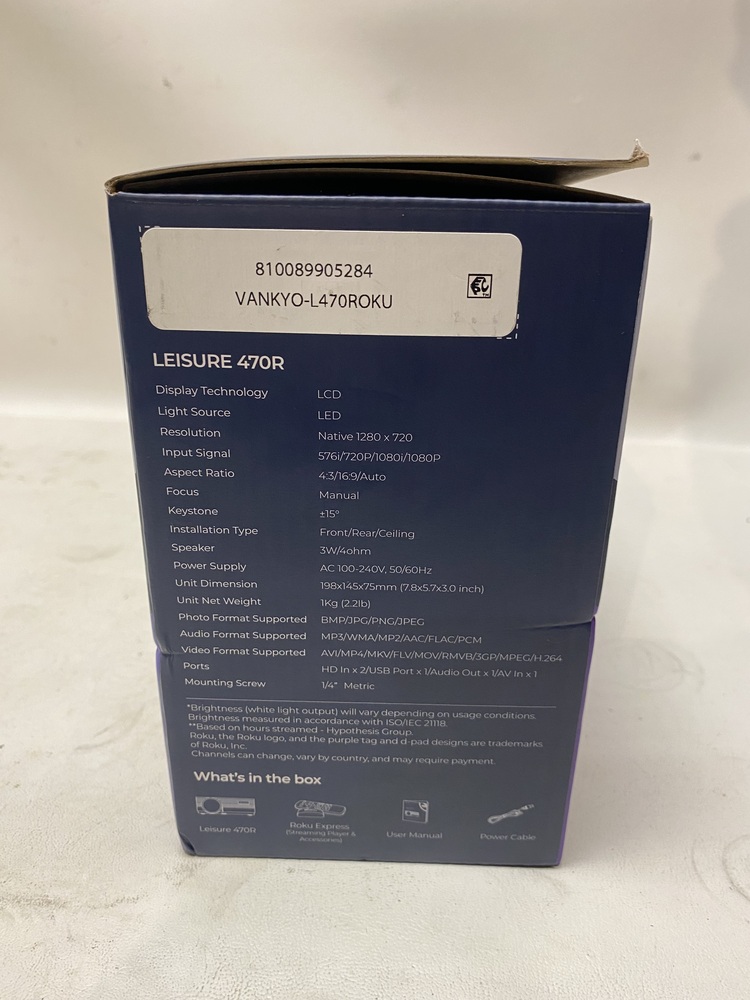 810089905284
VANKYO-L470ROKU
LEISURE 470R
Display Technology LCD
Light Source LED
Resolution Native 1280 x 720
Input Signal 576i/720P/1080i/1080P
Aspect Ratio 4:3/16:9/Auto
Focus Manual
Keystone ±15°
Installation Type Front/Rear/Ceiling
Speaker 3W/4ohm
Power Supply AC 100-240V, 50/60Hz
Unit Dimension 198x145x75mm (7.8x5.7x3.0 inch)
Unit Net Weight 1Kg (2.2lb)
Photo Format Supported BMP/JPG/PNG/JPEG
Audio Format Supported MP3/WMA/MP2/AAC/FLAC/PCM
Video Format Supported AVI/MP4/MKV/FLV/MOV/RMVB/3GP/MPEG/H.264
Ports HD In x 2/USB Port x 1/Audio Out x 1/AV In x 1
Mounting Screw 1/4" Metric
*Brightness (white light output) will vary depending on usage conditions.
Brightness measured in accordance with ISO/IEC 21118.
**Based on hours streamed - Hypothesis Group.
Roku, the Roku logo, and the purple tag and d-pad designs are trademarks
of Roku, Inc.
Channels can change, vary by country, and may require payment.
What's in the box
Leisure 470R
Roku Express
(Streaming Player &
Accessories)
User Manual
Power Cable